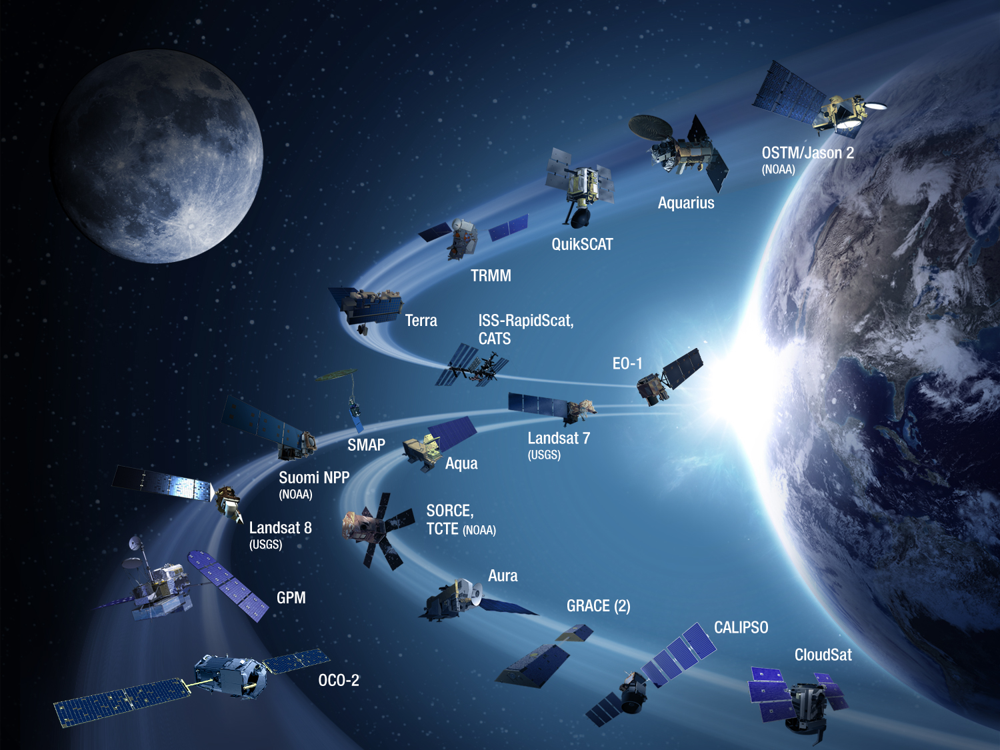 OSTM/Jason 2
(NOAA)
Aquarius
QuikSCAT
TRMM
Terra
ISS-RapidScat,
CATS
EO-1
Landsat 7
(USGS)
SMAP
Aqua
Suomi NPP
(NOAA)
Landsat 8
(USGS)
SORCE,
TCTE (NOAA)
Aura
GPM
GRACE (2)
CALIPSO
CloudSat
OCO-2